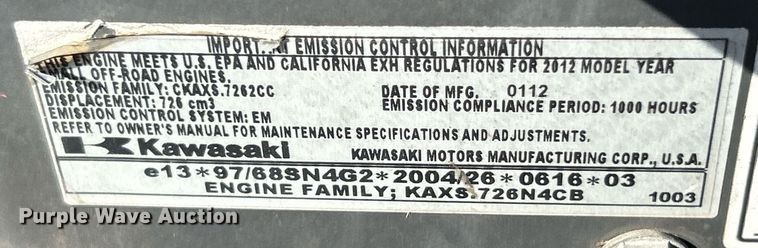 IMPORT AT EMISSION CONTROL INFORMATION
THIS ENGINE MEETS U.S. EPA AND CALIFORNIA EXH REGULATIONS FOR 2012 MODEL YEAR
SMALL OFF-ROAD ENGINES.
EMISSION FAMILY: CKAXS.7262CC DATE OF MFG. 0112
DISPLACEMENT: 726 cm3 EMISSION COMPLIANCE PERIOD: 1000 HOURS
EMISSION CONTROL SYSTEM: EM
REFER TO OWNER'S MANUAL FOR MAINTENANCE SPECIFICATIONS AND ADJUSTMENTS.
Kawasaki KAWASAKI MOTORS MANUFACTURING CORP., U.S.A.
e13*97/68SN4G2*2004/26*0616*03
ENGINE FAMILY; KAXS.726N4CB 1003
Purple Wave Auction